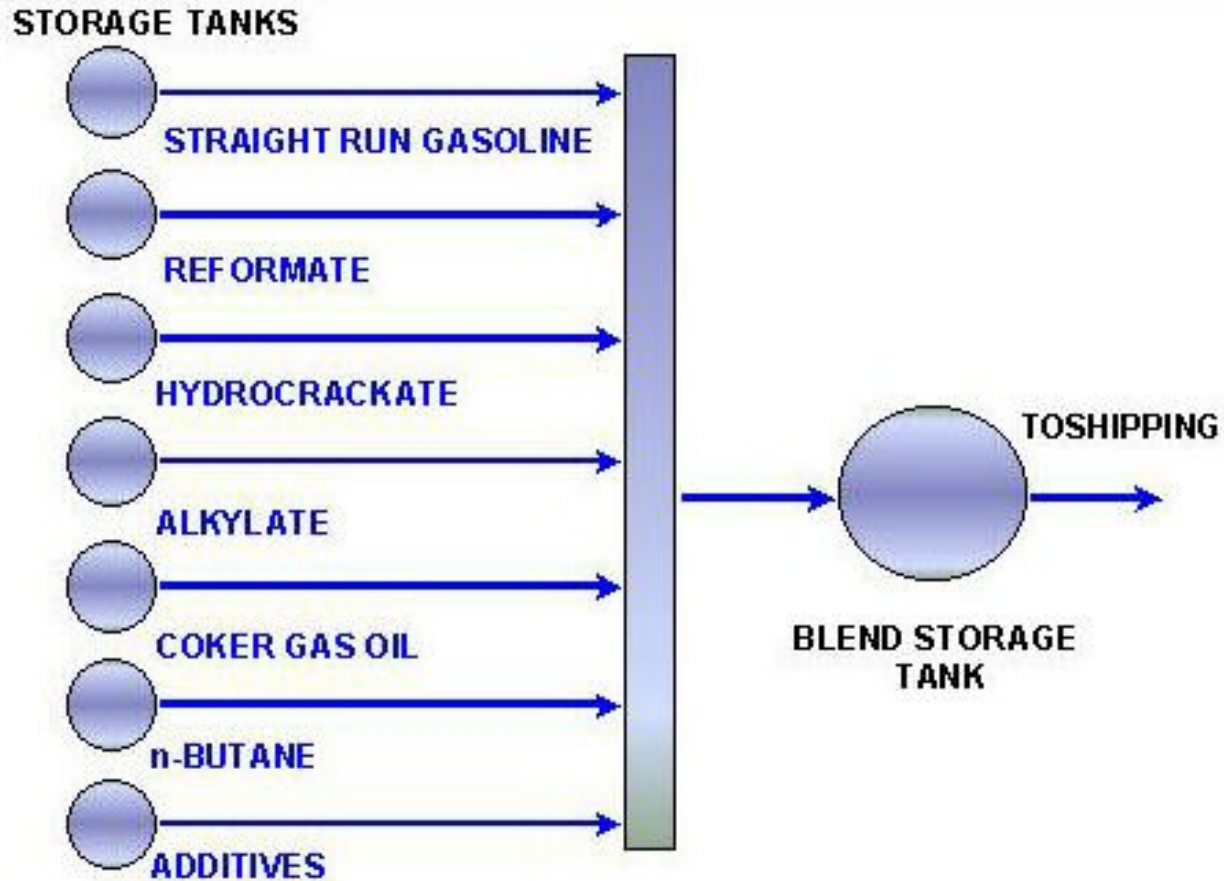 STORAGE TANKS
STRAIGHT RUN GASOLINE
REFORMATE
HYDROCRACKATE
ALKYLATE
COKER GAS OIL
n-BUTANE
ADDITIVES
TOSHIPPING
BLEND STORAGE
TANK